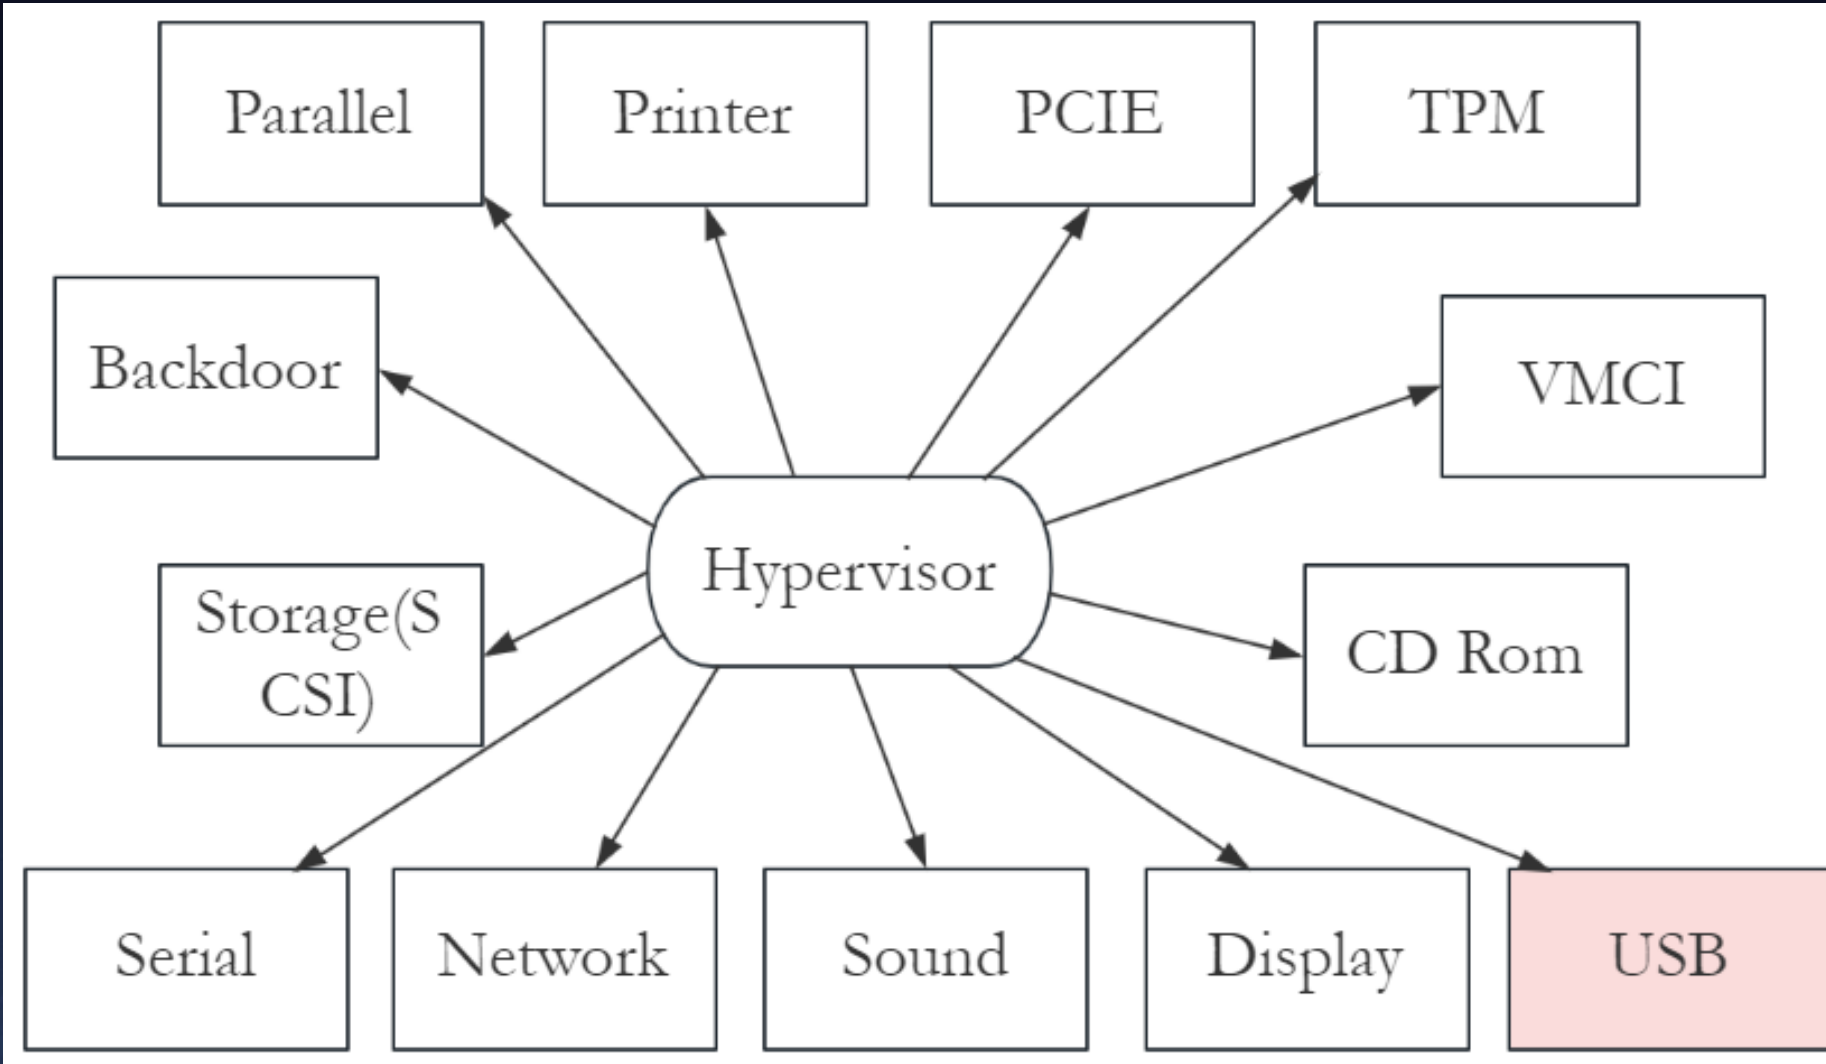 Parallel
Printer
PCIE
TPM
Backdoor
VMCI
Hypervisor
Storage(S
CSI)
CD Rom
Serial
Network
Sound
Display
USB